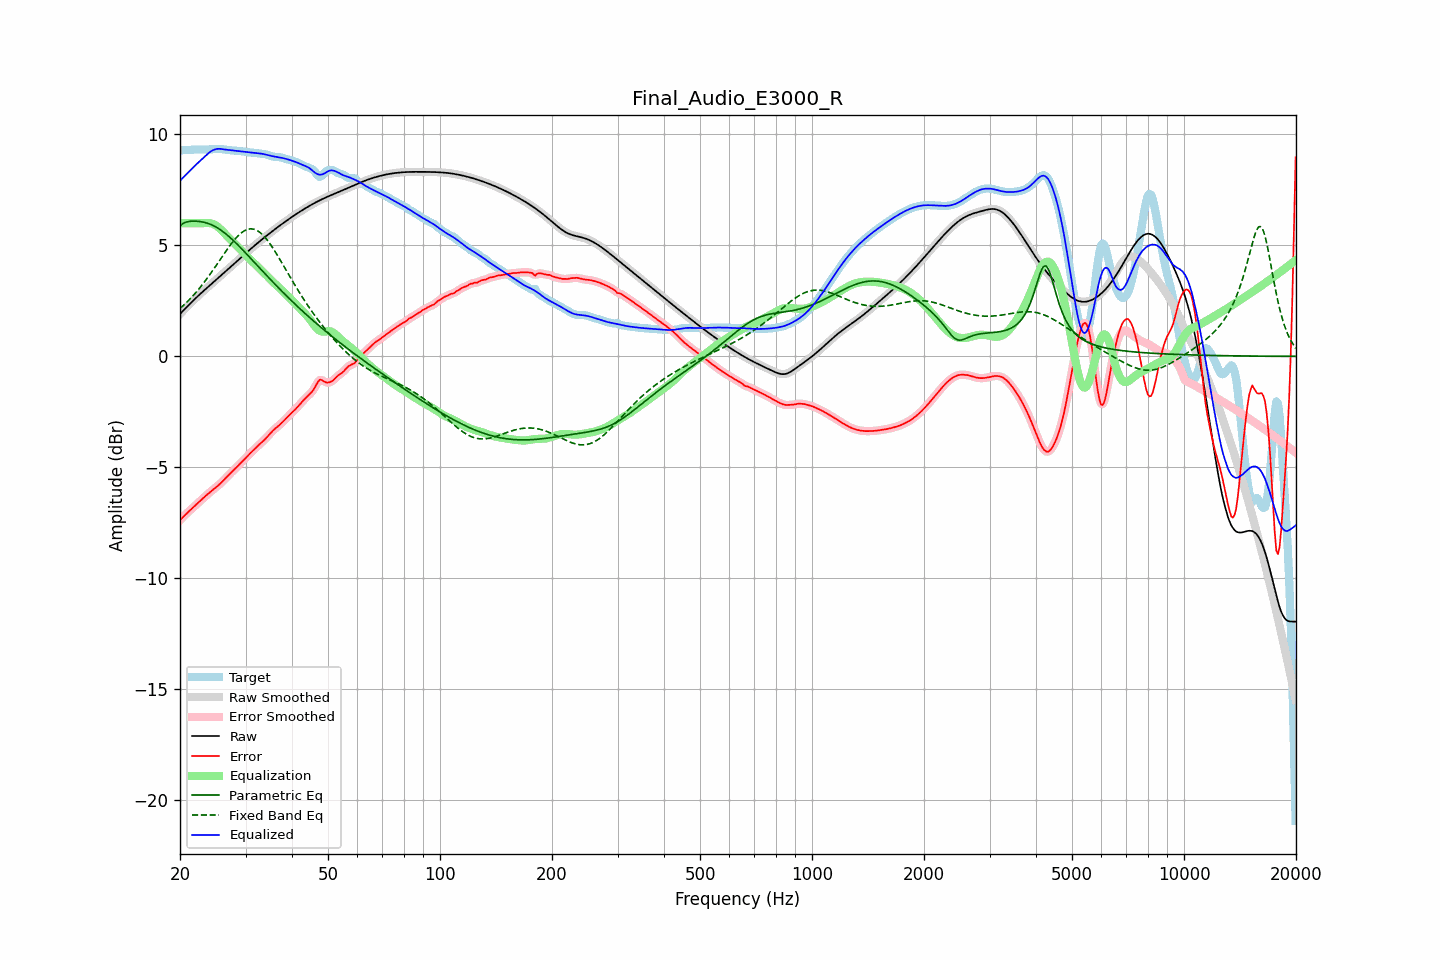 Final_Audio_E3000_R
Amplitude (dBr)
10
5
0
−5
−10
−15
−20
Target
Raw Smoothed
Error Smoothed
Raw
Error
Equalization
Parametric Eq
Fixed Band Eq
Equalized
20 50 100 200 500 1000 2000 5000 10000 20000
Frequency (Hz)